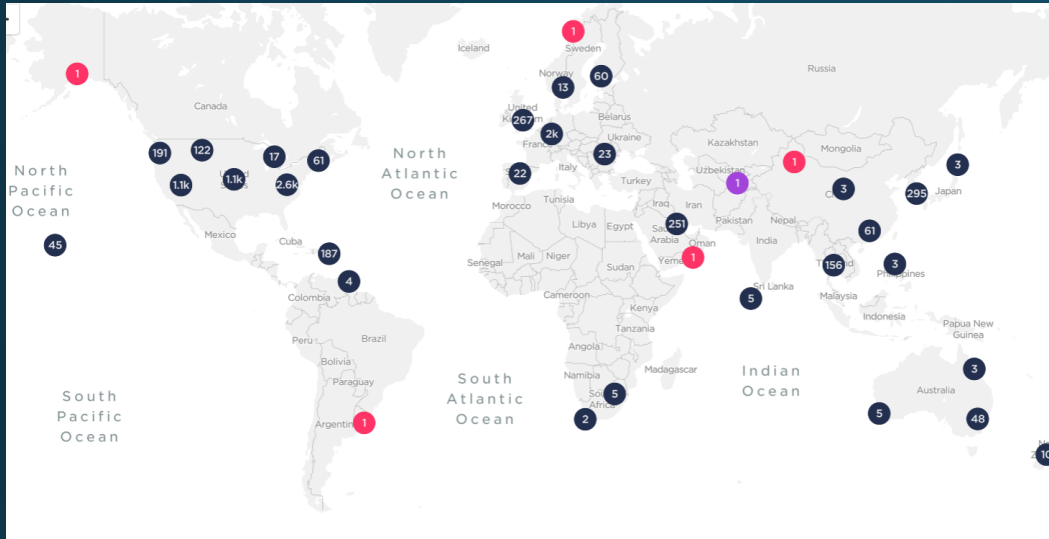 1
Iceland
Sweden
1
Russia
Norway
13
60
Canada
United
267
Belarus
2k
France
Ukraine
Kazakhstan
Mongolia
191
122
17
61
North
Atlantic
Ocean
Italy
23
Uzbekistan
1
3
3
295
Japan
North
Pacific
Ocean
1.1k
1.1k
2.6k
22
Turkey
1
Morocco
Tunisia
Iraq
Iran
Pakistan
Nepal
Mexico
Cuba
45
187
Libya
Egypt
251
Arabia
Oman
1
India
61
Senegal
Mali
Niger
Sudan
156
3
Philippines
4
Colombia
Cameroon
Kenya
5
Sri Lanka
Malaysia
Indonesia
Peru
Brazil
Tanzania
Papua New
Guinea
Bolivia
Angola
Paraguay
Namibia
Madagascar
Indian
Ocean
3
Australia
South
Pacific
Ocean
South
Atlantic
Ocean
5
Africa
2
1
5
48
10